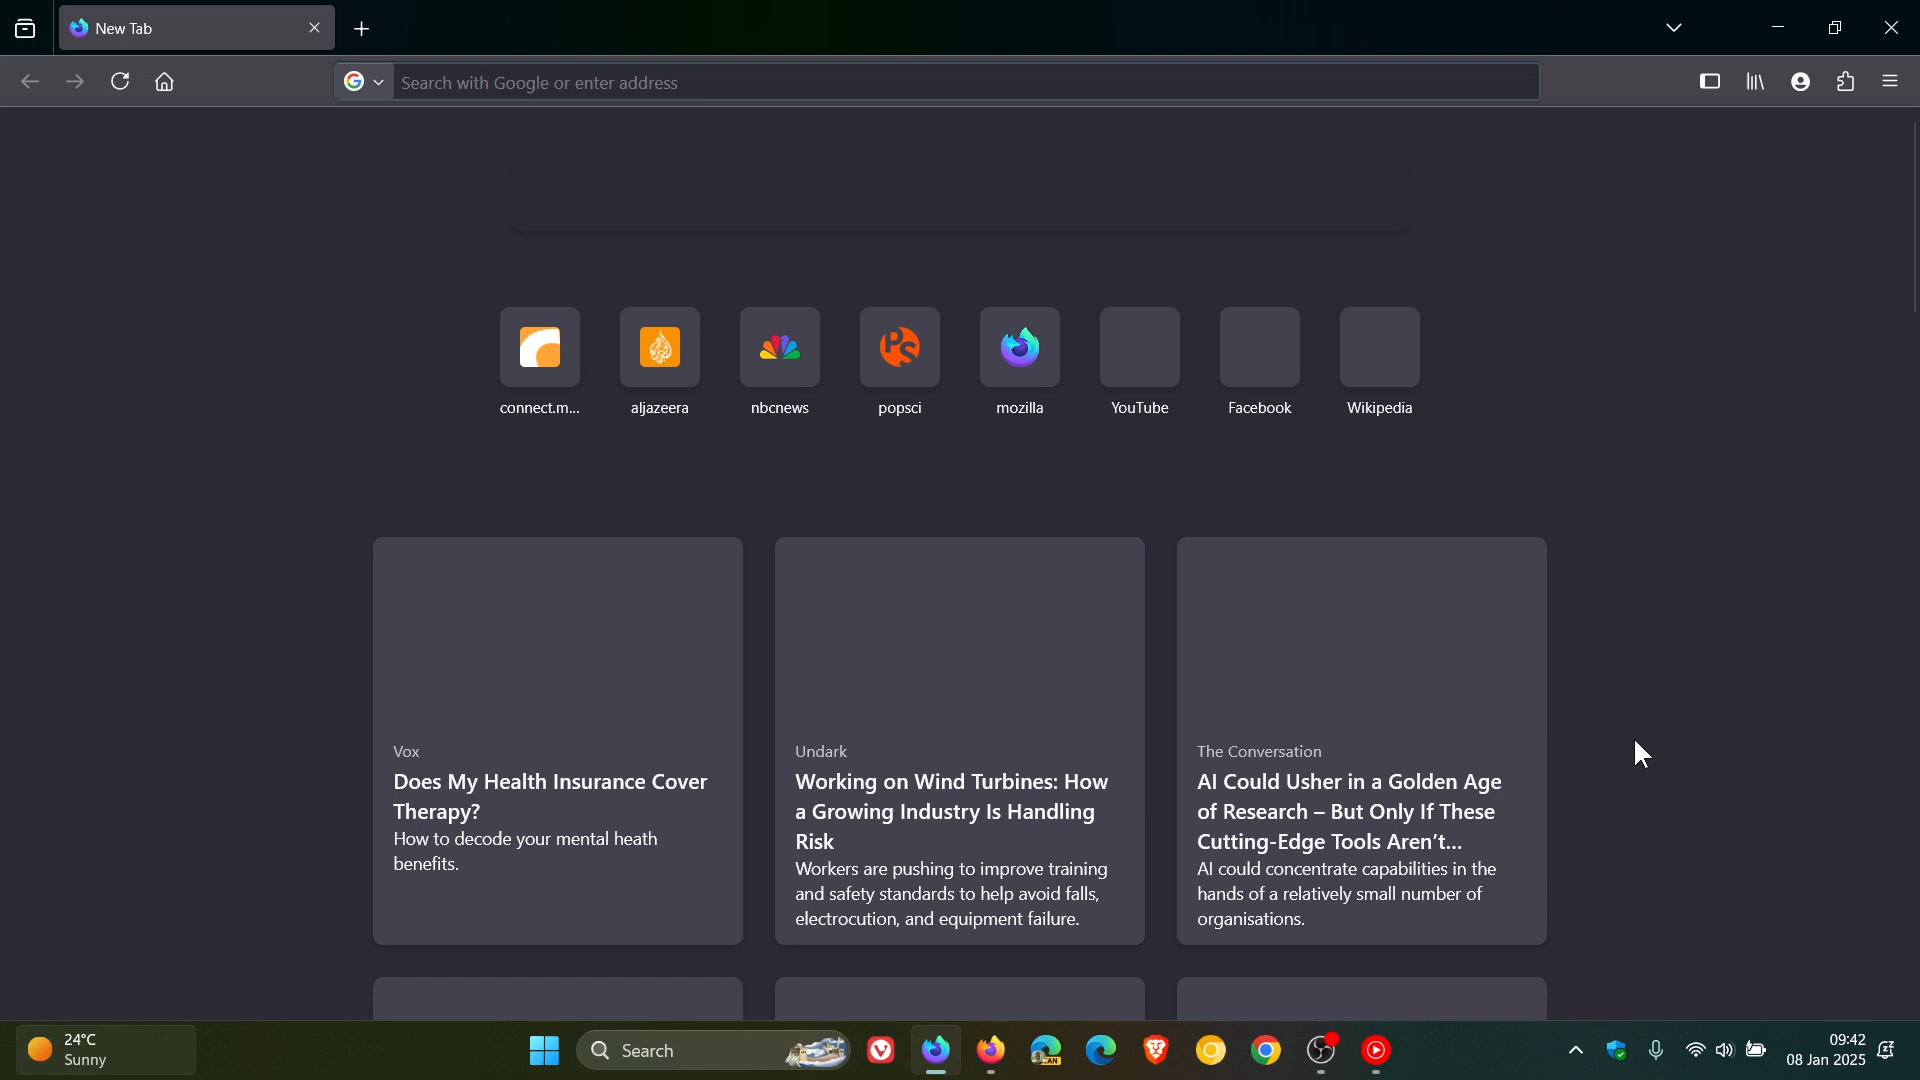 New Tab
Search with Google or enter address
connect.m...
aljazeera
nbcnews
popsci
mozilla
YouTube
Facebook
Wikipedia
Vox
Does My Health Insurance Cover
Therapy?
How to decode your mental heath
benefits.
Undark
Working on Wind Turbines: How
a Growing Industry Is Handling
Risk
Workers are pushing to improve training
and safety standards to help avoid falls,
electrocution, and equipment failure.
The Conversation
AI Could Usher in a Golden Age
of Research – But Only If These
Cutting-Edge Tools Aren't...
AI could concentrate capabilities in the
hands of a relatively small number of
organisations.
24°C
Sunny
Search
CAN
09:42
08 Jan 2025